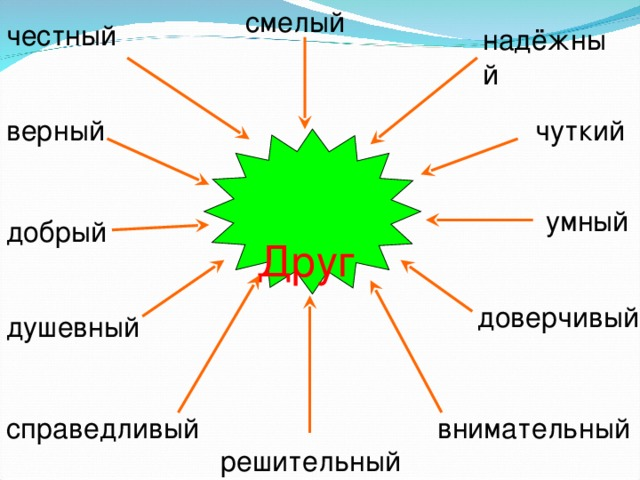 смелый
честный
надёжны
й
верный
чуткий
умный
добрый
Друг
доверчивый
душевный
справедливый
внимательный
решительный